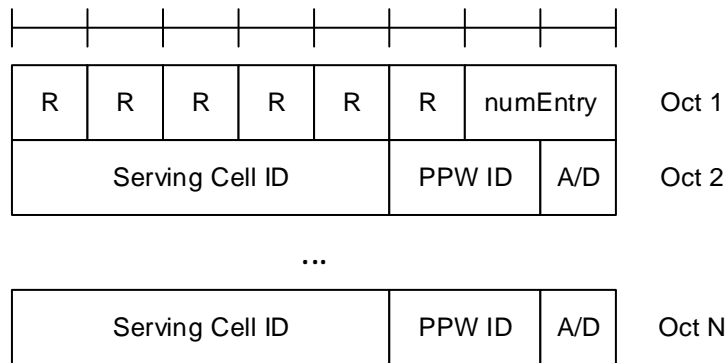 R R R R R R numEntry Oct 1
Serving Cell ID PPW ID A/D Oct 2
...
Serving Cell ID PPW ID A/D Oct N